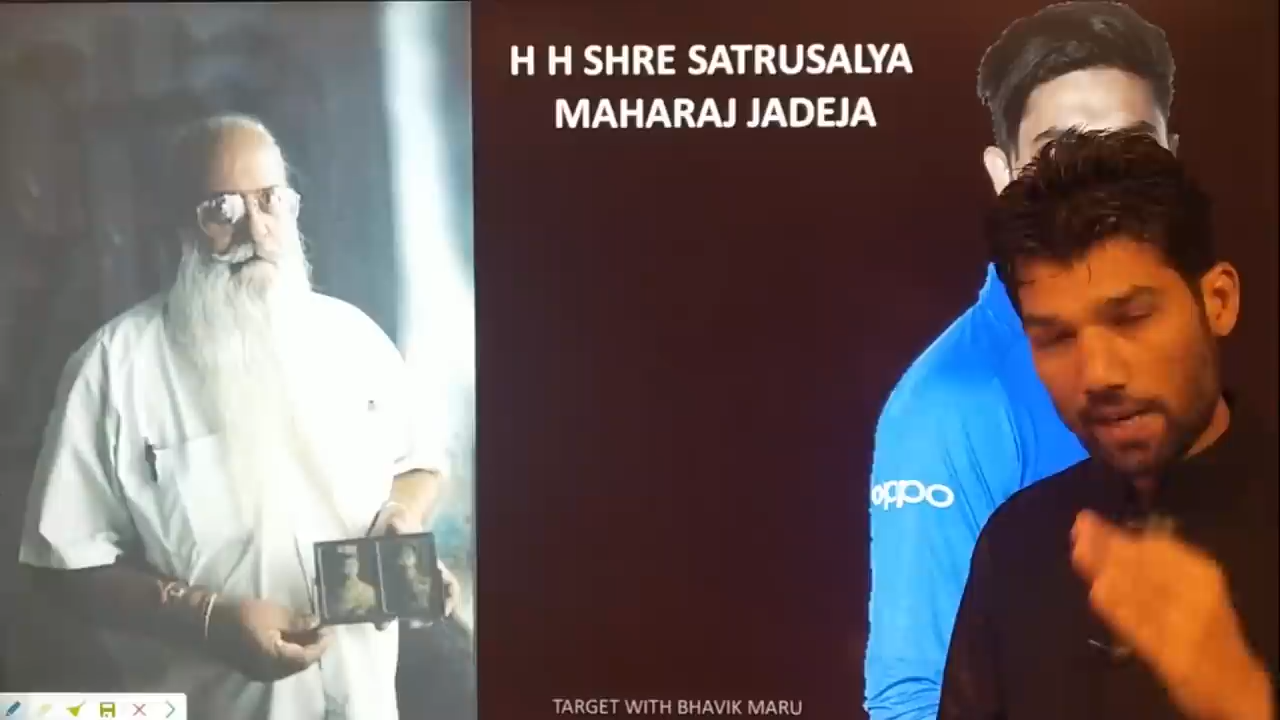 H H SHRE SATRUSALYA
MAHARAJ JADEJA
oppo
TARGET WITH BHAVIK MARU